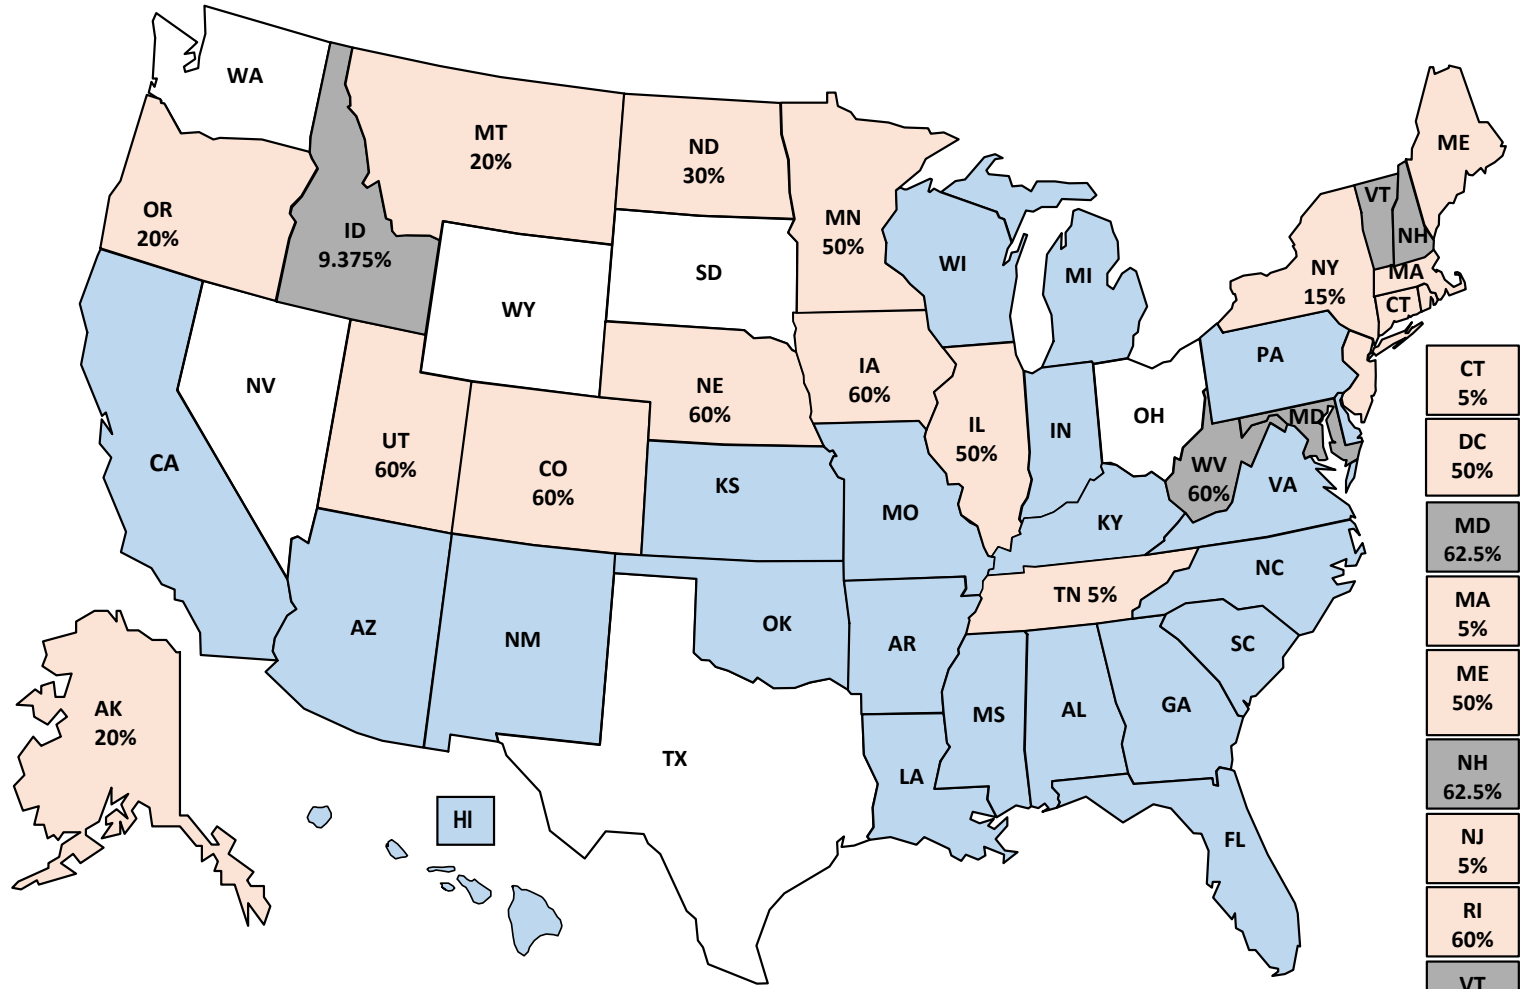 WA
MT
20%
ND
30%
MN
50%
ME
VT
NH
OR
20%
ID
9.375%
SD
WI
MI
NY
15%
MA
CT
WY
PA
CT
5%
NV
NE
60%
IA
60%
OH
MD
IL
50%
IN
UT
60%
CO
60%
DC
50%
CA
KS
WV
60%
VA
MO
KY
MD
62.5%
NC
TN 5%
MA
5%
AZ
NM
OK
AR
SC
ME
50%
AK
20%
MS
AL
GA
TX
LA
NH
62.5%
HI
FL
NJ
5%
RI
60%
VT